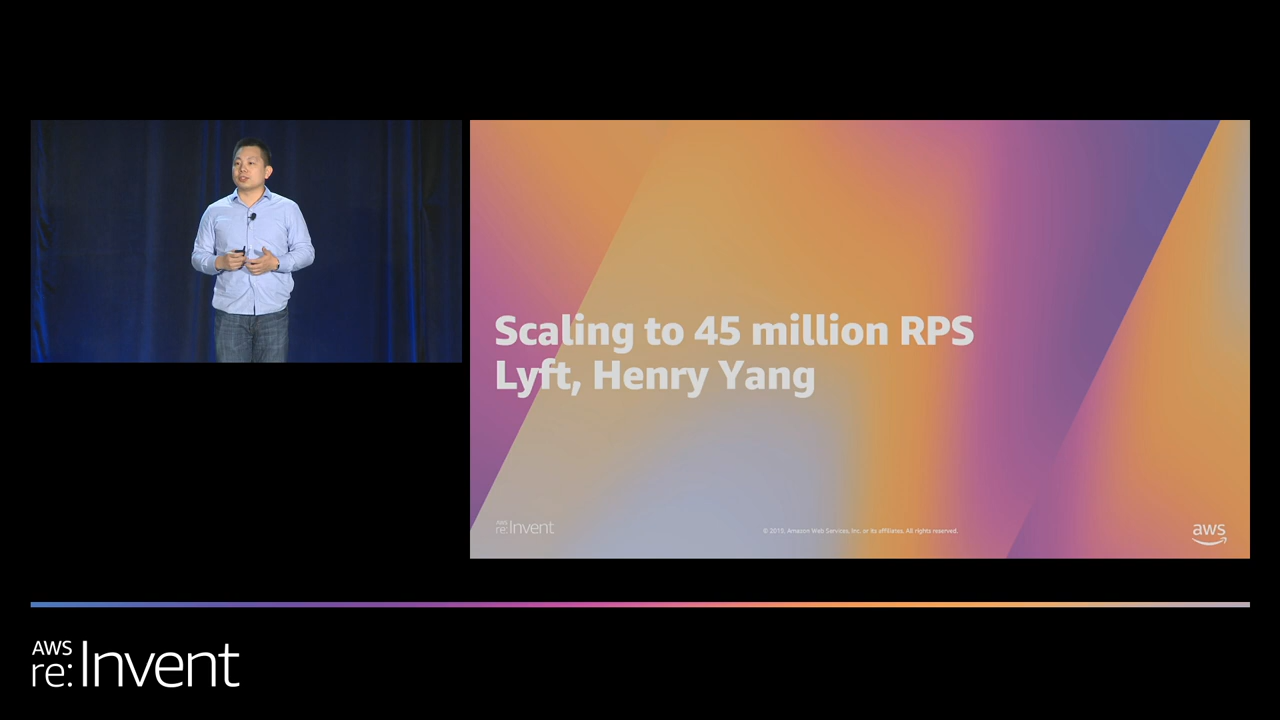 Scaling to 45 million RPS
Lyft, Henry Yang
AWS
re:Invent
© 2019, Amazon Web Services, Inc. or its affiliates. All rights reserved.
aws
AWS
re:Invent